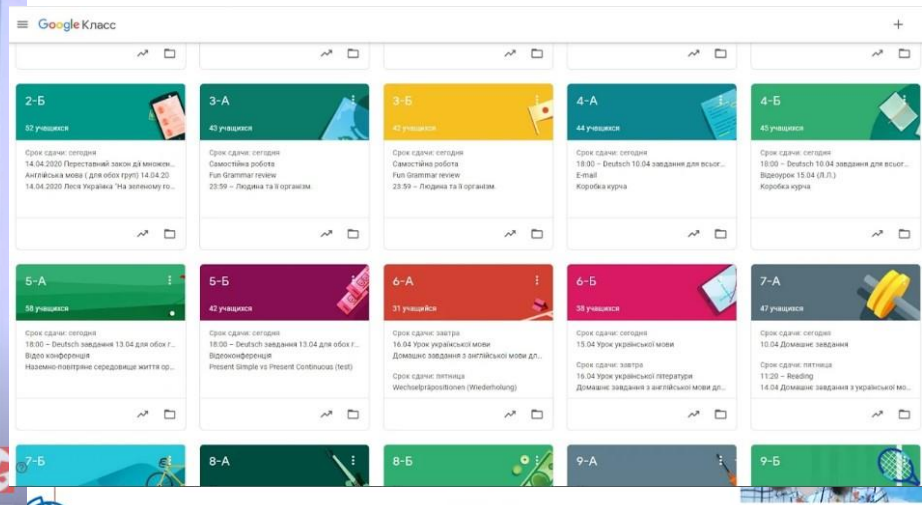 Google Класс
2-Б
52 учащихся
Срок сдачи: сегодня
14.04.2020 Переставний закон дії множен...
Англійська мова ( для обох груп) 14.04.20
14.04.2020 Леся Українка "На зеленому го...
3-А
43 учащихся
Срок сдачи: сегодня
Самостійна робота
Fun Grammar review
23:59 – Людина та її організм.
3-Б
42 учащихся
Срок сдачи: сегодня
Самостійна робота
Fun Grammar review
23:59 – Людина та її організм.
4-А
44 учащихся
Срок сдачи: сегодня
18:00 – Deutsch 10.04 завдання для всьог...
E-mail
Коробка курча
4-Б
45 учащихся
Срок сдачи: сегодня
18:00 – Deutsch 10.04 завдання для всьог...
Відеоурок 15.04 (Л.Л.)
Коробка курча
5-А
58 учащихся
Срок сдачи: сегодня
18:00 – Deutsch завдання 13.04 для обох г...
Відео конференція
Наземно-повітряне середовище життя ор...
5-Б
42 учащихся
Срок сдачи: сегодня
18:00 – Deutsch завдання 13.04 для обох г...
Відеоконференція
Present Simple vs Present Continuous (test)
6-А
31 учащийся
Срок сдачи: завтра
16.04 Урок української мови
Домашнє завдання з англійської мови дл...
Срок сдачи: пятница
Wechselpräpositionen (Wiederholung)
6-Б
38 учащихся
Срок сдачи: сегодня
15.04 Урок української мови
Срок сдачи: завтра
16.04 Урок української літератури
Домашнє завдання з англійської мови дл...
7-А
47 учащихся
Срок сдачи: сегодня
10.04 Домашнє завдання
Срок сдачи: пятница
11:20 – Reading
14.04 Домашнє завдання з української мо...
7-Б
8-А
8-Б
9-А
9-Б